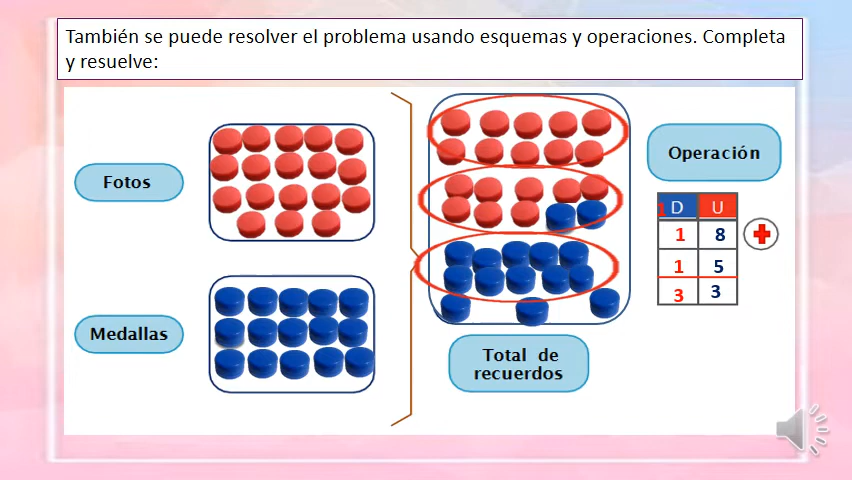 También se puede resolver el problema usando esquemas y operaciones. Completa
y resuelve:
Fotos
Medallas
Total de
recuerdos
Operación
1 D U
1 8
+
1 5
3 3